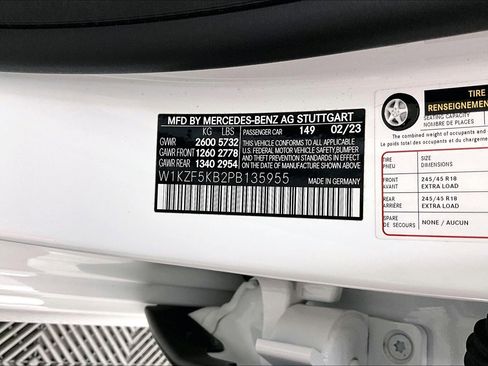 MFD BY MERCEDES-BENZ AG STUTTGART
KG LBS PASSENGER CAR 149 02/23
GVWR 2600 5732
GAWR FRONT 1260 2778
GAWR REAR 1340 2954
THIS VEHICLE CONFORMS TO ALL APPLICABLE
U.S. FEDERAL MOTOR VEHICLE SAFETY, BUMPER
AND THEFT PREVENTION STANDARDS IN EFFECT
ON THE DATE OF MANUFACTURE SHOWN ABOVE.
W1KZF5KB2PB135955 MADE IN GERMANY
TIRE
RENSEIGNEMEN
SEATING CAPACITY
NOMBRE DE PLACES
The combined weight of occupants and
Le poids total des occupants et d
TIRE
PNEU
SIZE
DIMENSIONS
FRONT
AVANT
245/45 R18
EXTRA LOAD
REAR
ARRIÈRE
245/45 R18
EXTRA LOAD
SPARE
DE SECOURS
NONE / AUCUN